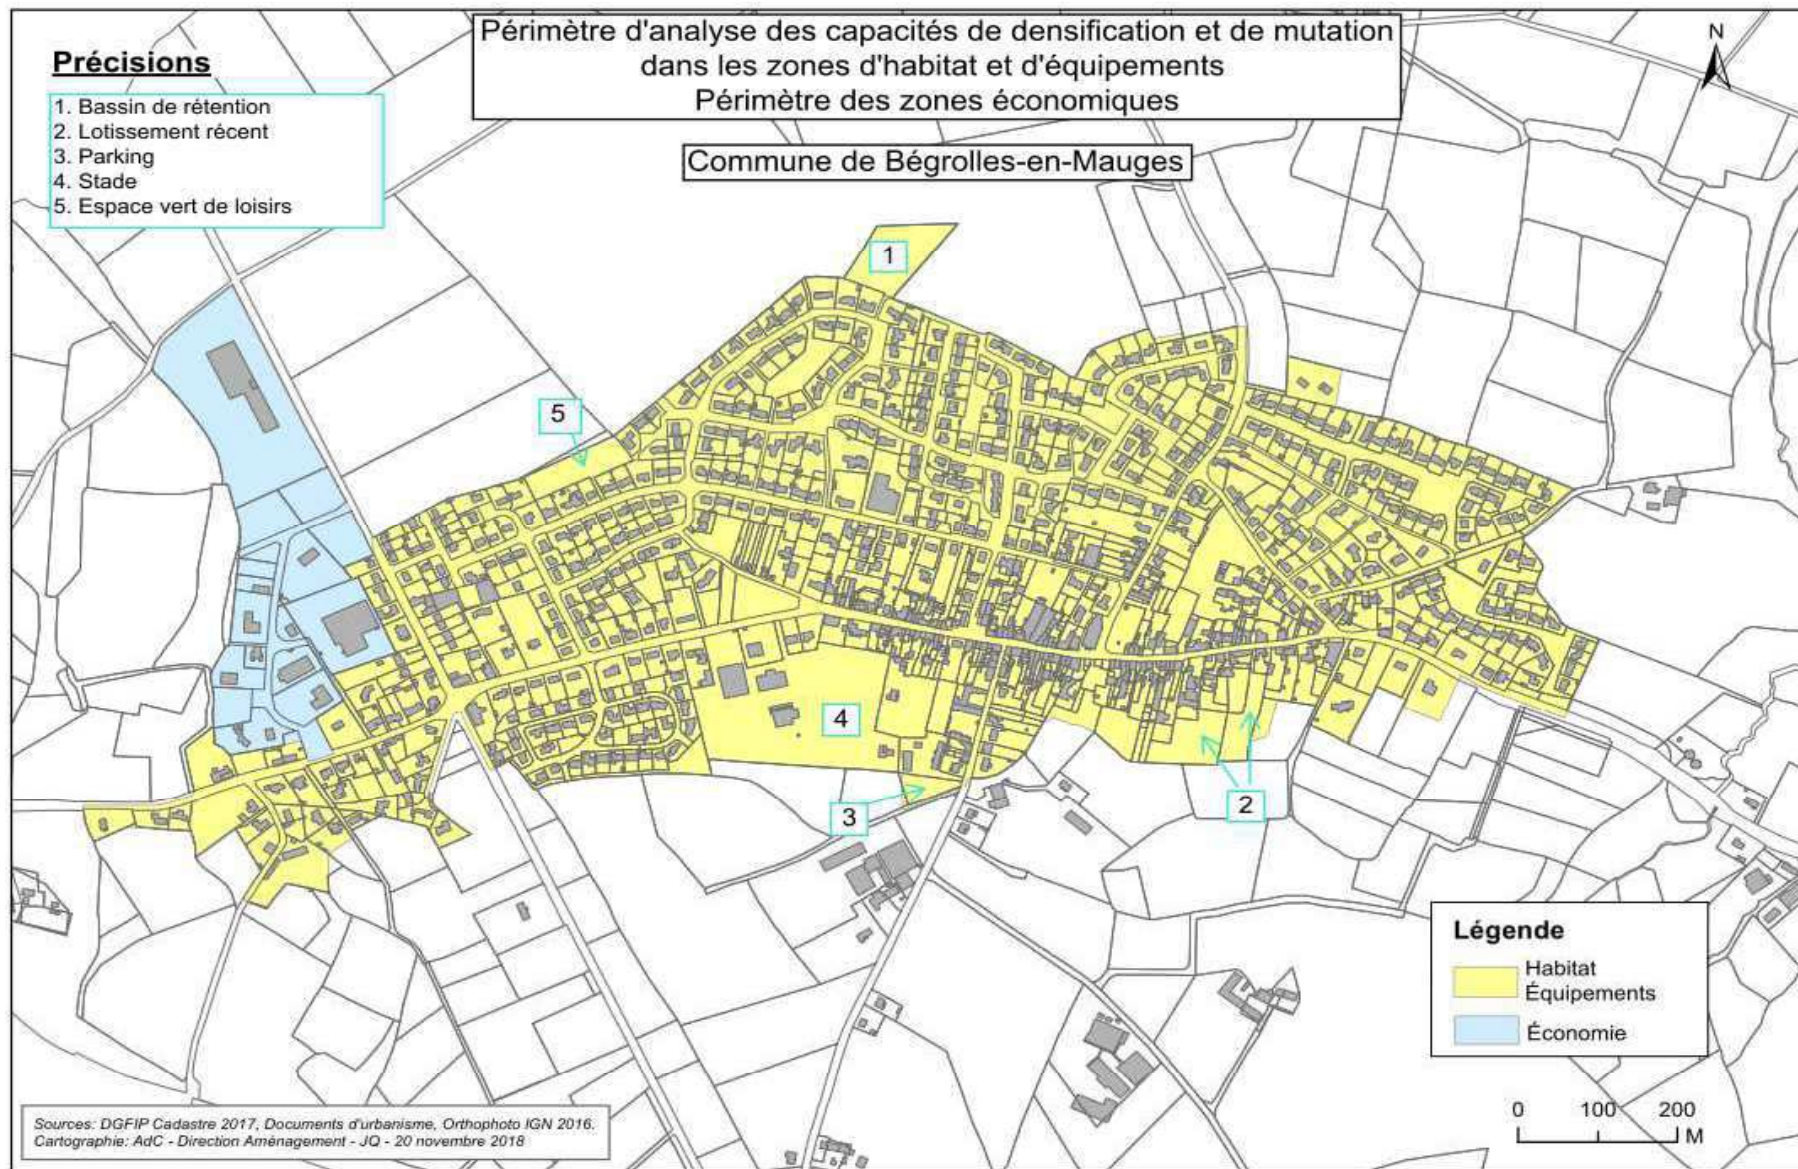 Périmètre d'analyse des capacités de densification et de mutation
dans les zones d'habitat et d'équipements
Périmètre des zones économiques
Commune de Bégrolles-en-Mauges
Précisions
1. Bassin de rétention
2. Lotissement récent
3. Parking
4. Stade
5. Espace vert de loisirs
N
1
5
4
3
2
Légende
Habitat
Équipements
Économie
0 100 200
M
Sources: DGFIP Cadastre 2017, Documents d'urbanisme, Orthophoto IGN 2016.
Cartographie: AdC - Direction Aménagement - JQ - 20 novembre 2018